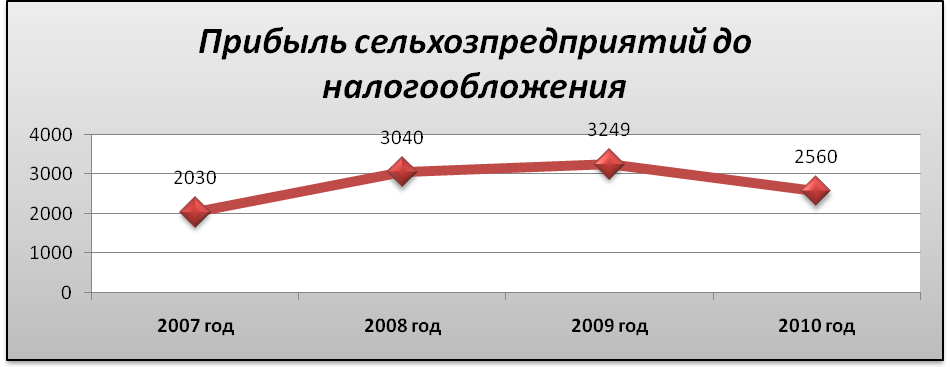 Прибыль сельхозпредприятий до
налогообложения
4000
3000
2000
1000
0
2030
3040
3249
2560
2007 год
2008 год
2009 год
2010 год